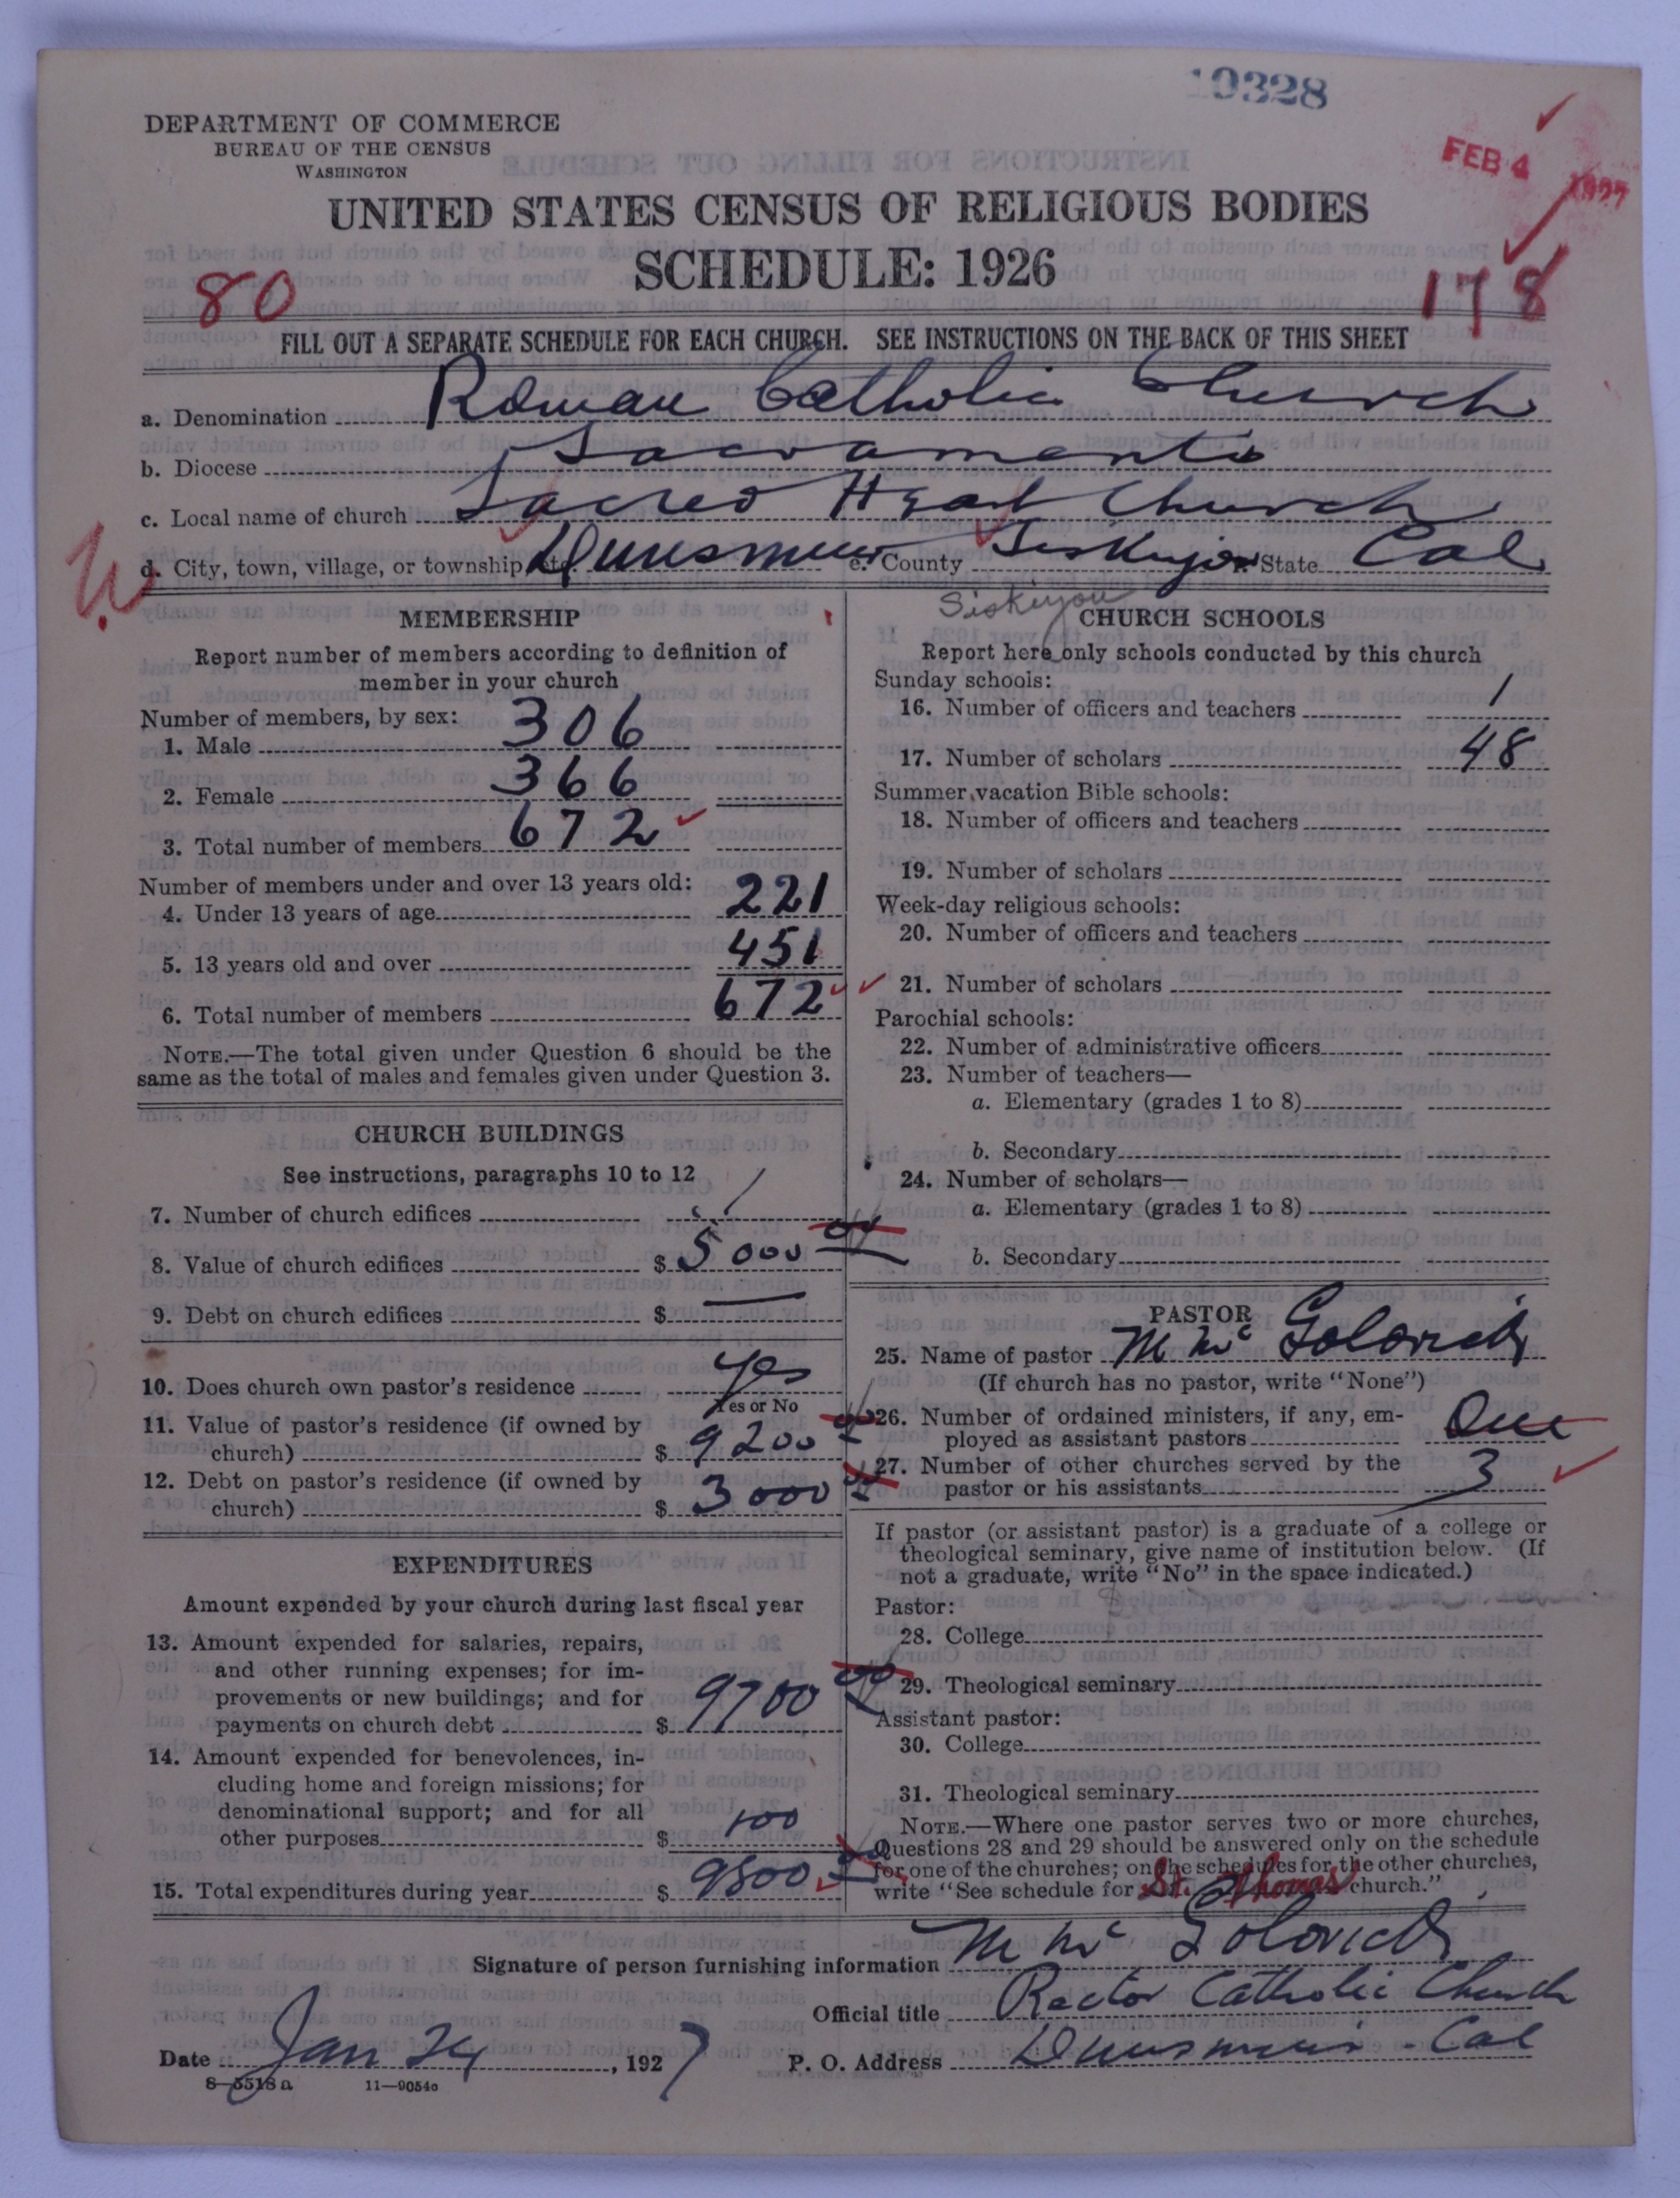 19328
DEPARTMENT OF COMMERCE
BUREAU OF THE CENSUS
WASHINGTON
FEB 4 1927
UNITED STATES CENSUS OF RELIGIOUS BODIES
SCHEDULE: 1926
80
178
FILL OUT A SEPARATE SCHEDULE FOR EACH CHURCH. SEE INSTRUCTIONS ON THE BACK OF THIS SHEET
a. Denomination Roman Catholic Church
b. Diocese Sacramento
c. Local name of church Sacred Heart Church
d. City, town, village, or township, etc. Dunsmuir e. County Siskiyou f. State Cal
Siskiyou
MEMBERSHIP
Report number of members according to definition of
member in your church
Number of members, by sex:
1. Male 306
2. Female 366
3. Total number of members 672
Number of members under and over 13 years old:
4. Under 13 years of age 221
5. 13 years old and over 451
6. Total number of members 672
NOTE.—The total given under Question 6 should be the
same as the total of males and females given under Question 3.
CHURCH BUILDINGS
See instructions, paragraphs 10 to 12
7. Number of church edifices 1
8. Value of church edifices $ 5000 00
9. Debt on church edifices $ —
10. Does church own pastor's residence Yes
Yes or No
11. Value of pastor's residence (if owned by
church) $ 9200 00
12. Debt on pastor's residence (if owned by
church) $ 3000 00
EXPENDITURES
Amount expended by your church during last fiscal year
13. Amount expended for salaries, repairs,
and other running expenses; for im-
provements or new buildings; and for
payments on church debt $ 9700 00
14. Amount expended for benevolences, in-
cluding home and foreign missions; for
denominational support; and for all
other purposes $ 100
15. Total expenditures during year $ 9800 00
CHURCH SCHOOLS
Report here only schools conducted by this church
Sunday schools:
16. Number of officers and teachers 1
17. Number of scholars 48
Summer vacation Bible schools:
18. Number of officers and teachers
19. Number of scholars
Week-day religious schools:
20. Number of officers and teachers
21. Number of scholars
Parochial schools:
22. Number of administrative officers
23. Number of teachers—
a. Elementary (grades 1 to 8)
b. Secondary
24. Number of scholars—
a. Elementary (grades 1 to 8)
b. Secondary
PASTOR
25. Name of pastor M Mc Golorick
(If church has no pastor, write "None")
26. Number of ordained ministers, if any, em-
ployed as assistant pastors One
27. Number of other churches served by the
pastor or his assistants 3
If pastor (or assistant pastor) is a graduate of a college or
theological seminary, give name of institution below. (If
not a graduate, write "No" in the space indicated.)
Pastor:
28. College
29. Theological seminary
Assistant pastor:
30. College
31. Theological seminary
NOTE.—Where one pastor serves two or more churches,
Questions 28 and 29 should be answered only on the schedule
for one of the churches; on the schedules for the other churches,
write "See schedule for St. Thomas church."
Signature of person furnishing information M Mc Golorick
Official title Rector Catholic Church
Date Jan 24, 1927 P. O. Address Dunsmuir - Cal
8—5518a 11—9054c